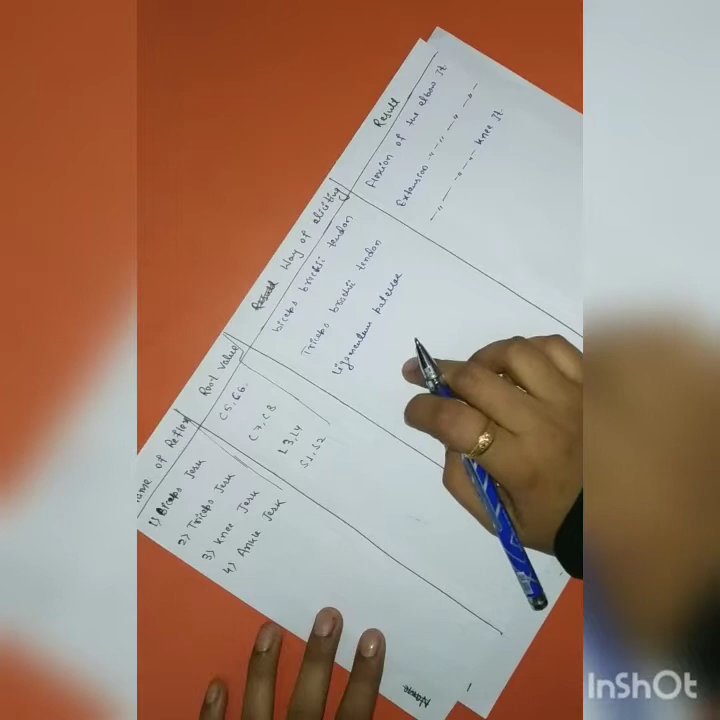 ame of Reflex Root value Way of eliciting Result
1) Biceps Jerk C5, C6. biceps brachii tendon flexion of the elbow Jt.
2) Triceps Jerk C7, C8 Triceps brachii tendon Extension -"- -"- -"- -"-
3) Knee Jerk L3, L4 Ligamentum patellae -"- -"- -"- Knee Jt.
4) Ankle Jerk S1, S2
InShOt